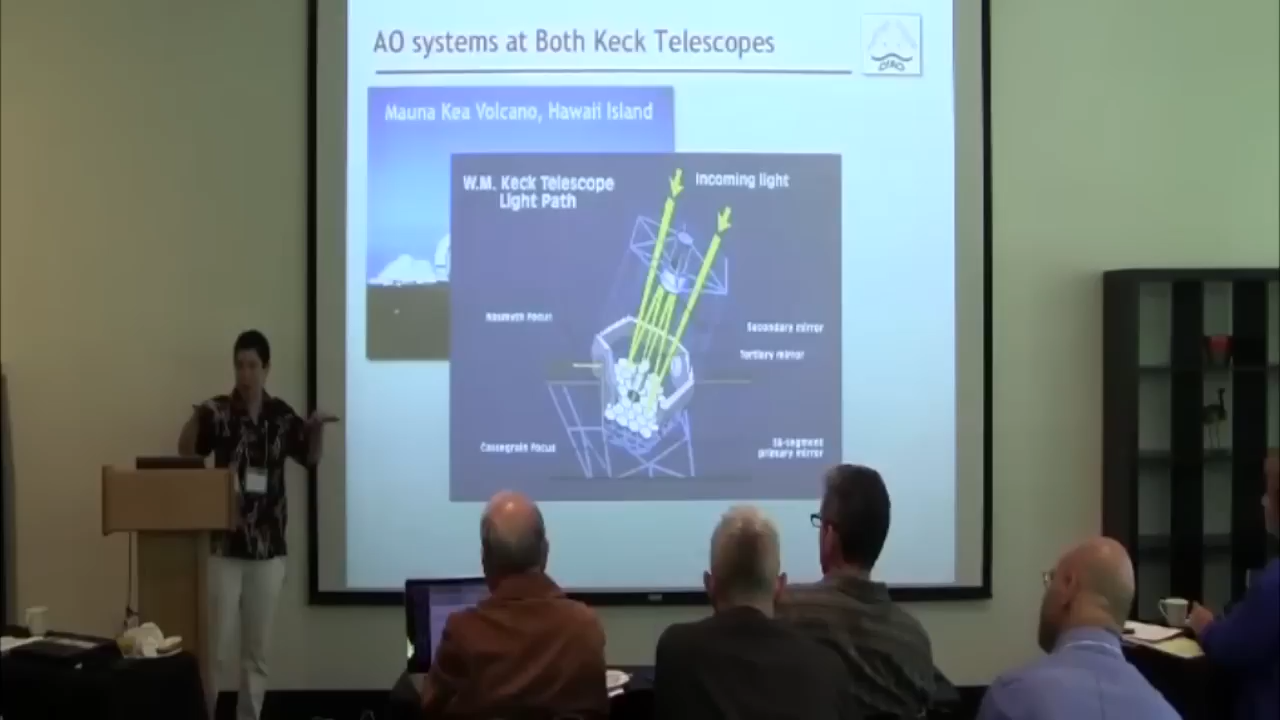 AO systems at Both Keck Telescopes
Mauna Kea Volcano, Hawaii Island
W.M. Keck Telescope
Light Path
Incoming light
Nasmyth Focus
Secondary mirror
Tertiary mirror
Cassegrain Focus
36-segment
primary mirror